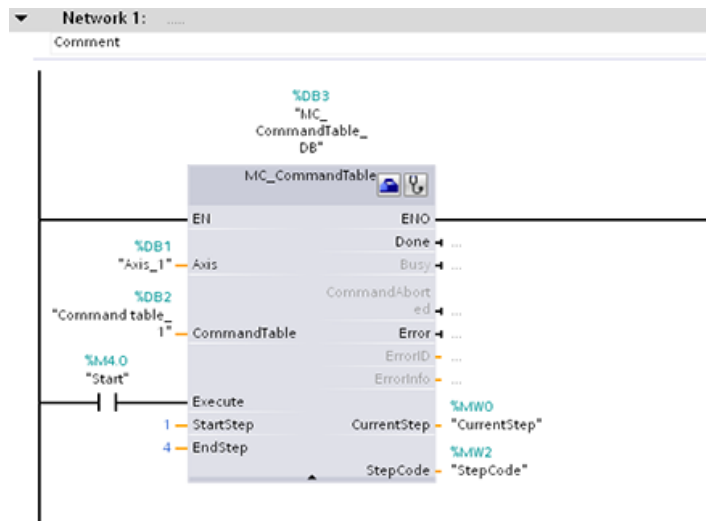 Network 1: .....
Comment
%DB3
"MC_
CommandTable_
DB"
MC_CommandTable
EN ENO
Done ...
%DB1
"Axis_1" Axis Busy ...
%DB2
"Command table_
1" CommandTable
CommandAbort
ed ...
Error ...
ErrorID ...
%M4.0
"Start"
ErrorInfo ...
Execute
%MW0
1 StartStep CurrentStep "CurrentStep"
4 EndStep
%MW2
StepCode "StepCode"